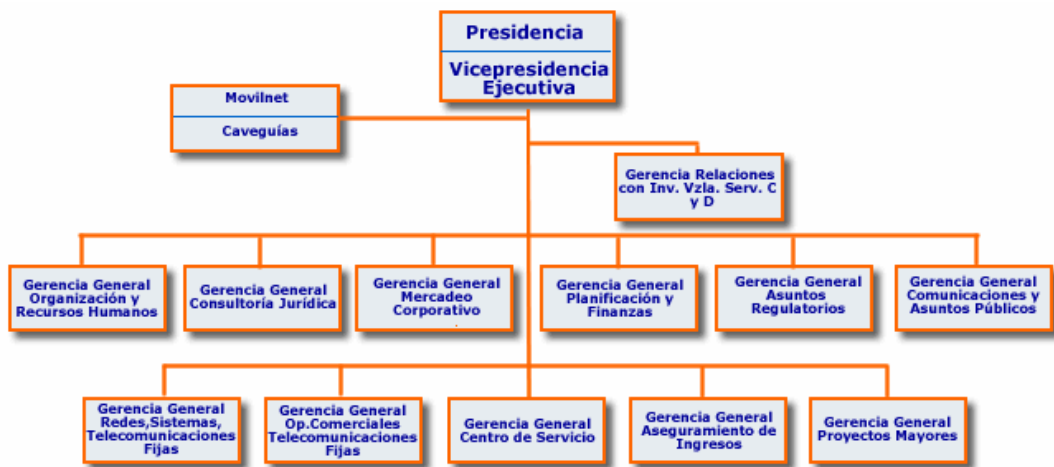 Presidencia
Vicepresidencia
Ejecutiva
Movilnet
Caveguías
Gerencia Relaciones
con Inv. Vzla. Serv. C
y D
Gerencia General
Organización y
Recursos Humanos
Gerencia General
Consultoría Jurídica
Gerencia General
Mercadeo
Corporativo
Gerencia General
Planificación y
Finanzas
Gerencia General
Asuntos
Regulatorios
Gerencia General
Comunicaciones y
Asuntos Públicos
Gerencia General
Redes,Sistemas,
Telecomunicaciones
Fijas
Gerencia General
Op.Comerciales
Telecomunicaciones
Fijas
Gerencia General
Centro de Servicio
Gerencia General
Aseguramiento de
Ingresos
Gerencia General
Proyectos Mayores